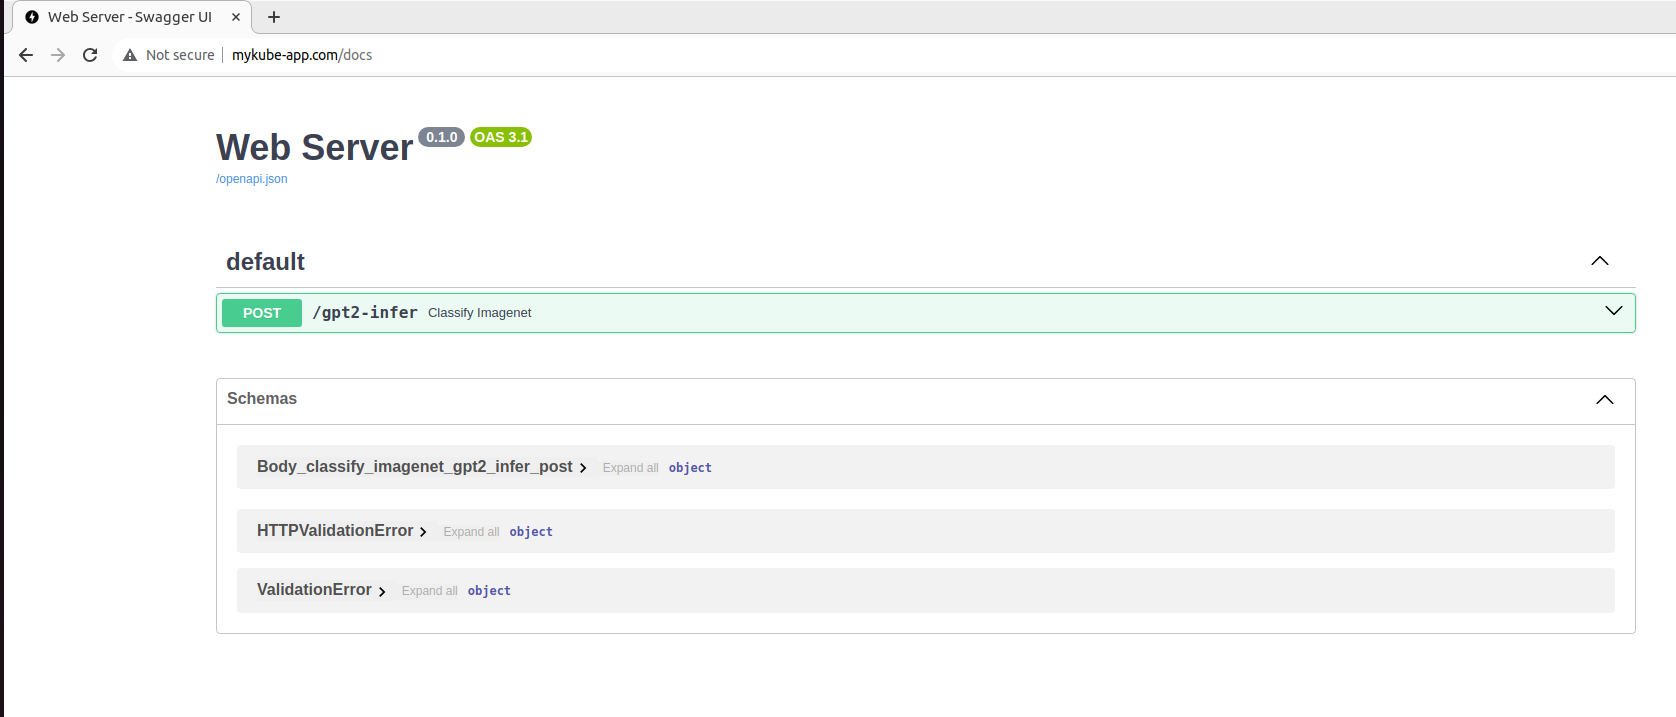 Web Server - Swagger UI
Not secure mykube-app.com/docs
Web Server 0.1.0 OAS 3.1
/openapi.json
default
POST /gpt2-infer Classify Imagenet
Schemas
Body_classify_imagenet_gpt2_infer_post Expand all object
HTTPValidationError Expand all object
ValidationError Expand all object